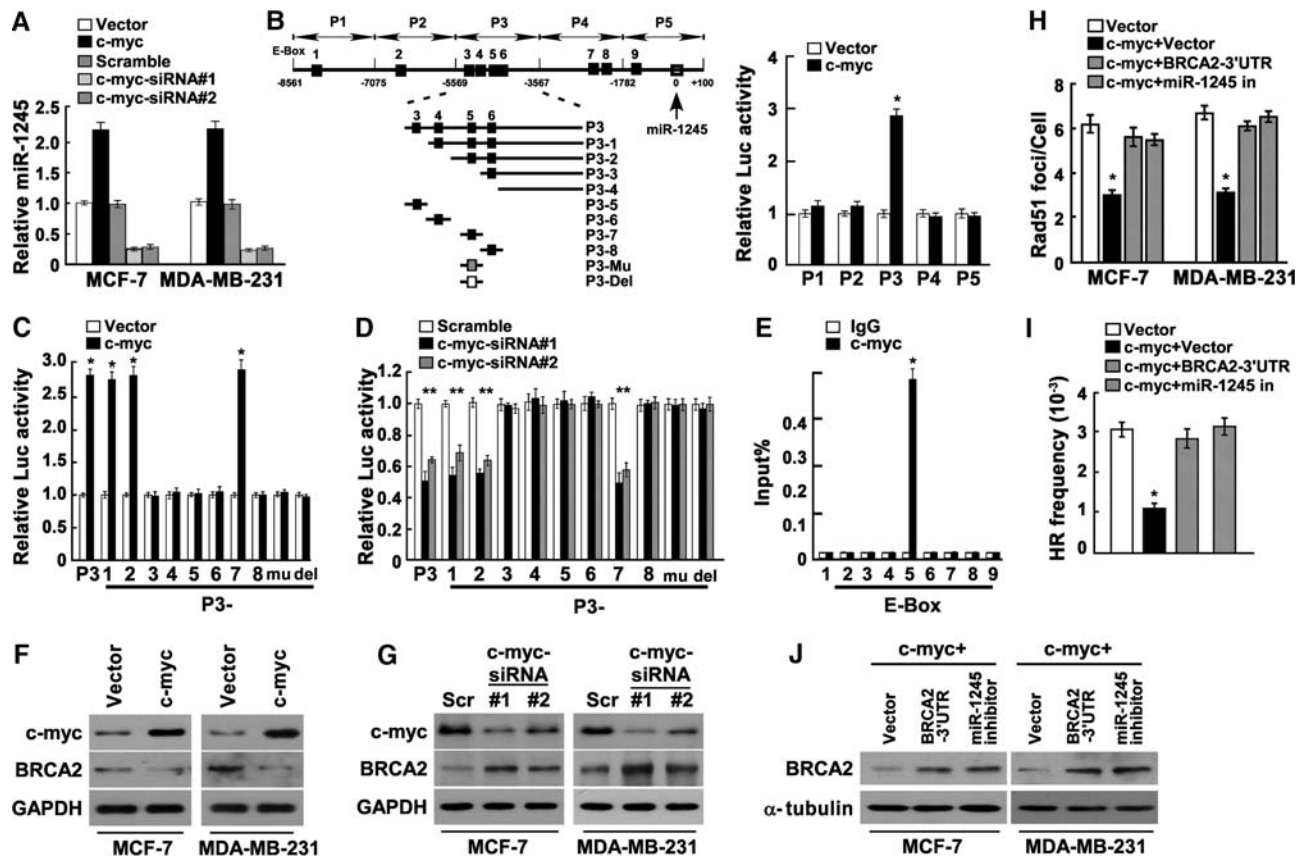 A
Vector
c-myc
Scramble
c-myc-siRNA#1
c-myc-siRNA#2
Relative miR-1245
2.5
2.0
1.5
1.0
0.5
0
MCF-7 MDA-MB-231
B
P1 P2 P3 P4 P5
E-Box
1 2 3 4 5 6 7 8 9
-8561 -7075 -5569 -3567 -1782 0 +100
miR-1245
3 4 5 6
P3
P3-1
P3-2
P3-3
P3-4
P3-5
P3-6
P3-7
P3-8
P3-Mu
P3-Del
Vector
c-myc
Relative Luc activity
4
3
2
1
0
*
P1 P2 P3 P4 P5
H
Vector
c-myc+Vector
c-myc+BRCA2-3'UTR
c-myc+miR-1245 in
Rad51 foci/Cell
8
6
4
2
0
* *
MCF-7 MDA-MB-231
C
Vector
c-myc
Relative Luc activity
3.0
2.5
2.0
1.5
1.0
0.5
0
* * * *
P3 1 2 3 4 5 6 7 8 mu del
P3-
D
Scramble
c-myc-siRNA#1
c-myc-siRNA#2
Relative Luc activity
1.2
1.0
0.8
0.6
0.4
0.2
0
** ** ** **
P3 1 2 3 4 5 6 7 8 mu del
P3-
E
IgG
c-myc
Input%
0.6
0.4
0.2
0.1
0
*
1 2 3 4 5 6 7 8 9
E-Box
I
Vector
c-myc+Vector
c-myc+BRCA2-3'UTR
c-myc+miR-1245 in
HR frequency (10-3)
4
3
2
1
0
*
F
Vector c-myc Vector c-myc
c-myc
BRCA2
GAPDH
MCF-7 MDA-MB-231
G
c-myc-
siRNA
c-myc-
siRNA
Scr #1 #2 Scr #1 #2
c-myc
BRCA2
GAPDH
MCF-7 MDA-MB-231
J
c-myc+ c-myc+
Vector BRCA2-3'UTR miR-1245 inhibitor Vector BRCA2-3'UTR miR-1245 inhibitor
BRCA2
α-tubulin
MCF-7 MDA-MB-231